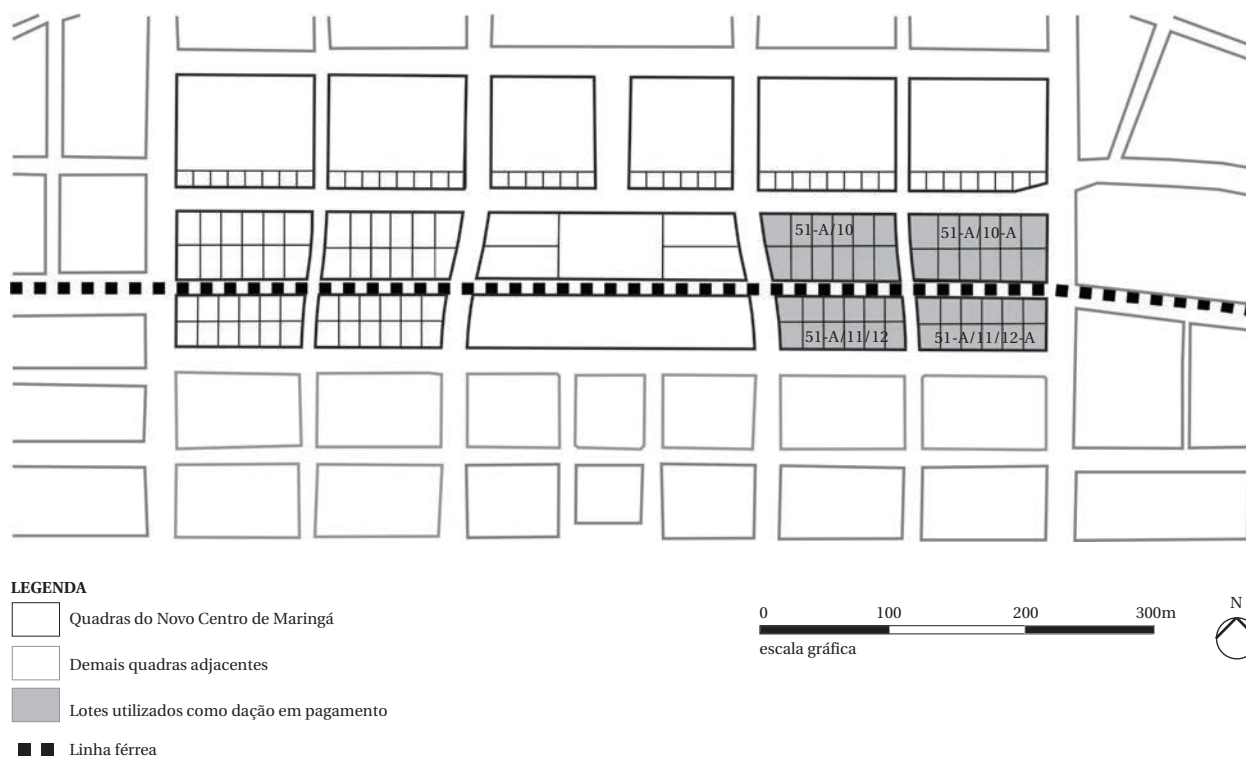 51-A/10
51-A/10-A
51-A/11/12
51-A/11/12-A
LEGENDA
Quadras do Novo Centro de Maringá
Demais quadras adjacentes
Lotes utilizados como dação em pagamento
Linha férrea
0 100 200 300m
escala gráfica
N